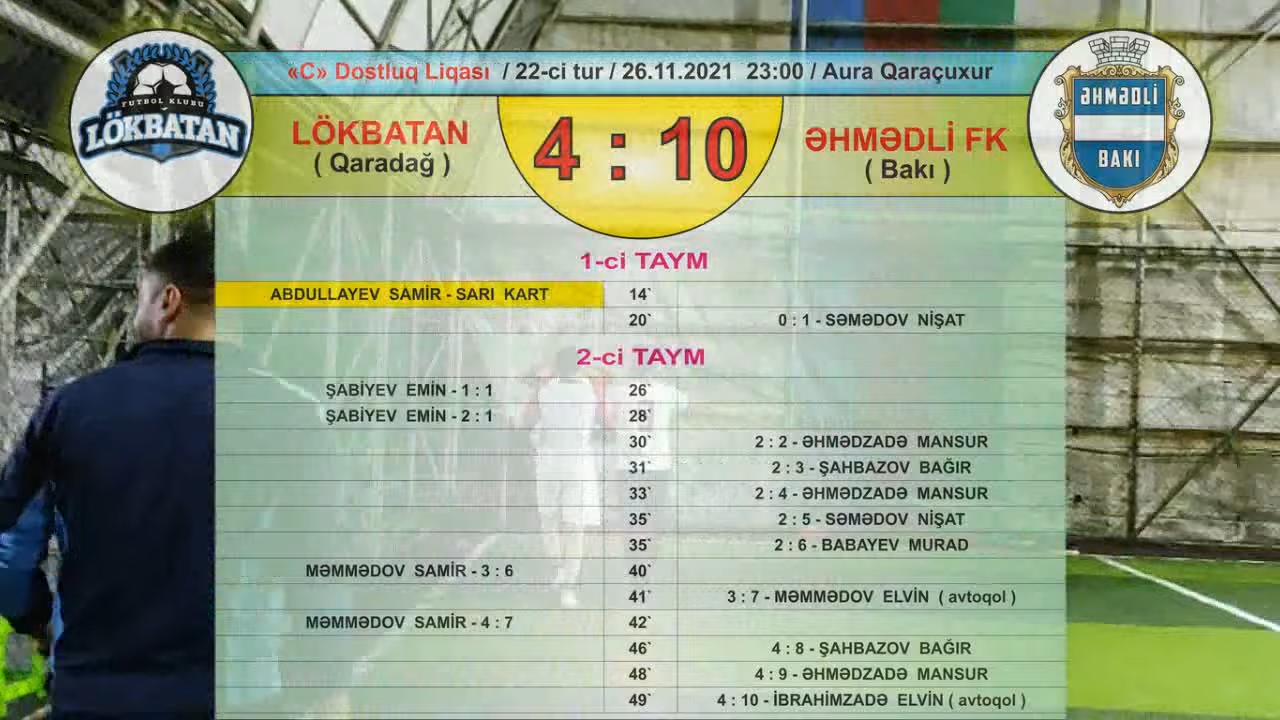 «C» Dostluq Liqası / 22-ci tur / 26.11.2021 23:00 / Aura Qaraçuxur
FUTBOL KLUBU
LÖKBATAN
LÖKBATAN
( Qaradağ )
4 : 10
ƏHMƏDLİ FK
( Bakı )
ƏHMƏDLİ
BAKI
1-ci TAYM
ABDULLAYEV SAMİR - SARI KART 14`
20` 0 : 1 - SƏMƏDOV NİŞAT
2-ci TAYM
ŞABİYEV EMİN - 1 : 1 26`
ŞABİYEV EMİN - 2 : 1 28`
30` 2 : 2 - ƏHMƏDZADƏ MANSUR
31` 2 : 3 - ŞAHBAZOV BAĞIR
33` 2 : 4 - ƏHMƏDZADƏ MANSUR
35` 2 : 5 - SƏMƏDOV NİŞAT
35` 2 : 6 - BABAYEV MURAD
MƏMMƏDOV SAMİR - 3 : 6 40`
41` 3 : 7 - MƏMMƏDOV ELVİN ( avtoqol )
MƏMMƏDOV SAMİR - 4 : 7 42`
46` 4 : 8 - ŞAHBAZOV BAĞIR
48` 4 : 9 - ƏHMƏDZADƏ MANSUR
49` 4 : 10 - İBRAHİMZADƏ ELVİN ( avtoqol )